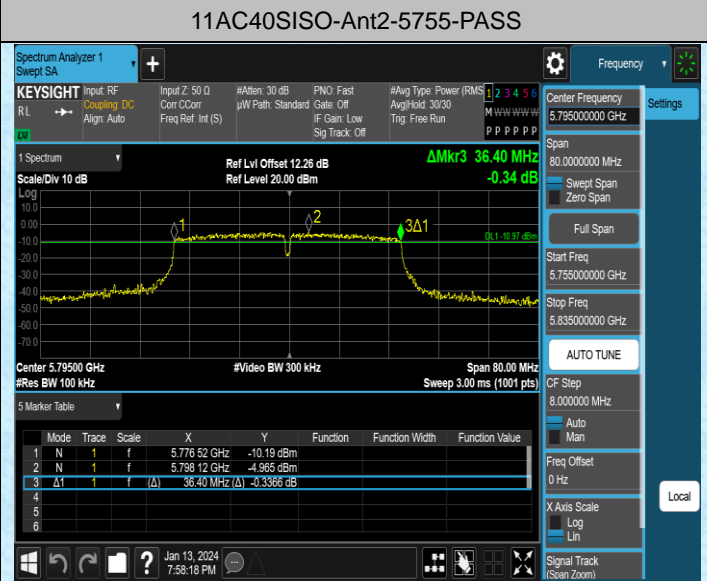 11AC40SISO-Ant2-5755-PASS
Spectrum Analyzer 1
Swept SA
+
Frequency
KEYSIGHT
RL
LXI
Input: RF
Coupling: DC
Align: Auto
Input Z: 50 Ω
Corr CCorr
Freq Ref: Int (S)
#Atten: 30 dB
µW Path: Standard
PNO: Fast
Gate: Off
IF Gain: Low
Sig Track: Off
#Avg Type: Power (RMS
Avg|Hold: 30/30
Trig: Free Run
1 2 3 4 5 6
M W W W W W
P P P P P P
1 Spectrum
Scale/Div 10 dB
Log
Ref Lvl Offset 12.26 dB
Ref Level 20.00 dBm
ΔMkr3 36.40 MHz
-0.34 dB
10.0
0.00
-10.0
-20.0
-30.0
-40.0
-50.0
-60.0
-70.0
1
2
3Δ1
DL1 -10.97 dBm
Center 5.79500 GHz
#Res BW 100 kHz
#Video BW 300 kHz
Span 80.00 MHz
Sweep 3.00 ms (1001 pts)
5 Marker Table
Mode Trace Scale X Y Function Function Width Function Value
1 N 1 f 5.776 52 GHz -10.19 dBm
2 N 1 f 5.798 12 GHz -4.965 dBm
3 Δ1 1 f (Δ) 36.40 MHz (Δ) -0.3366 dB
4
5
6
Jan 13, 2024
7:58:18 PM
?
Center Frequency
5.795000000 GHz
Span
80.0000000 MHz
Swept Span
Zero Span
Full Span
Start Freq
5.755000000 GHz
Stop Freq
5.835000000 GHz
AUTO TUNE
CF Step
8.000000 MHz
Auto
Man
Freq Offset
0 Hz
X Axis Scale
Log
Lin
Signal Track
(Span Zoom)
Settings
Local